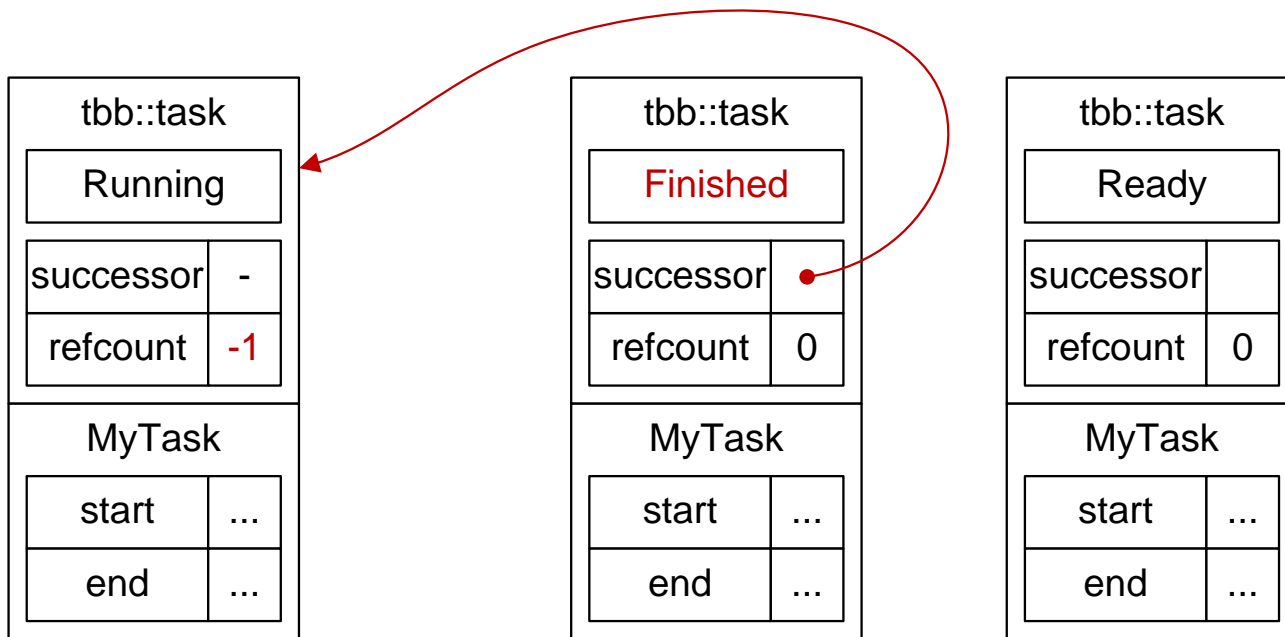 tbb::task
Running
successor -
refcount -1
MyTask
start ...
end ...
tbb::task
Finished
successor
refcount 0
MyTask
start ...
end ...
tbb::task
Ready
successor
refcount 0
MyTask
start ...
end ...